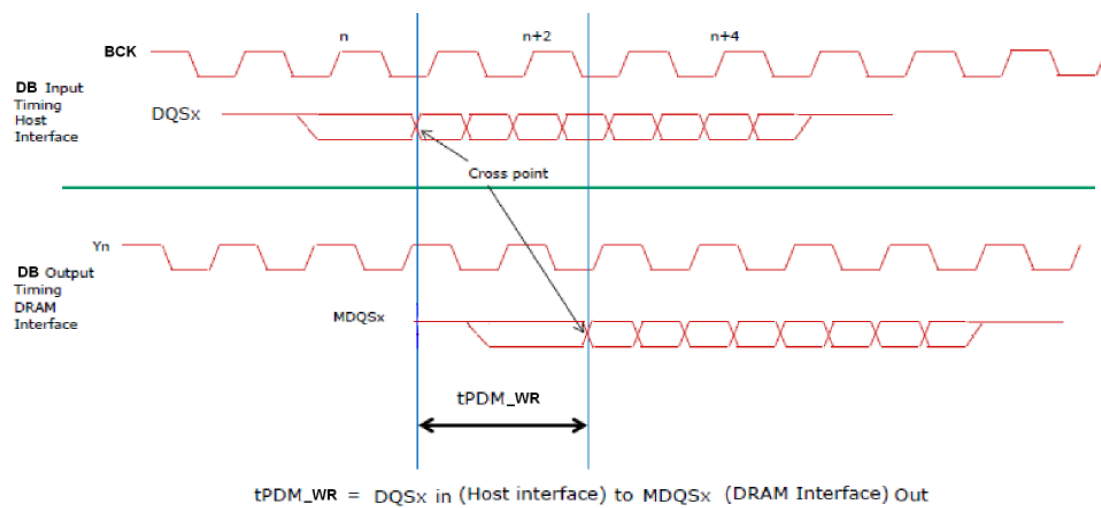 n n+2 n+4
BCK
DB Input
Timing
Host
Interface
DQSx
Cross point
Yn
DB Output
Timing
DRAM
Interface
MDQSx
tPDM_WR
tPDM_WR = DQSx in (Host interface) to MDQSx (DRAM Interface) Out